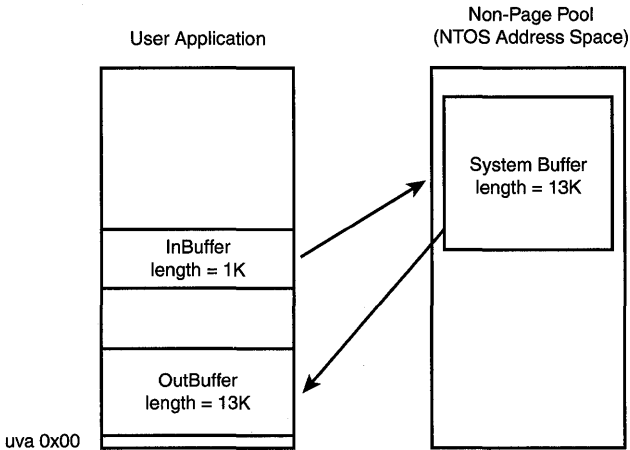 User Application
Non-Page Pool
(NTOS Address Space)
System Buffer
length = 13K
InBuffer
length = 1K
OutBuffer
length = 13K
uva 0x00